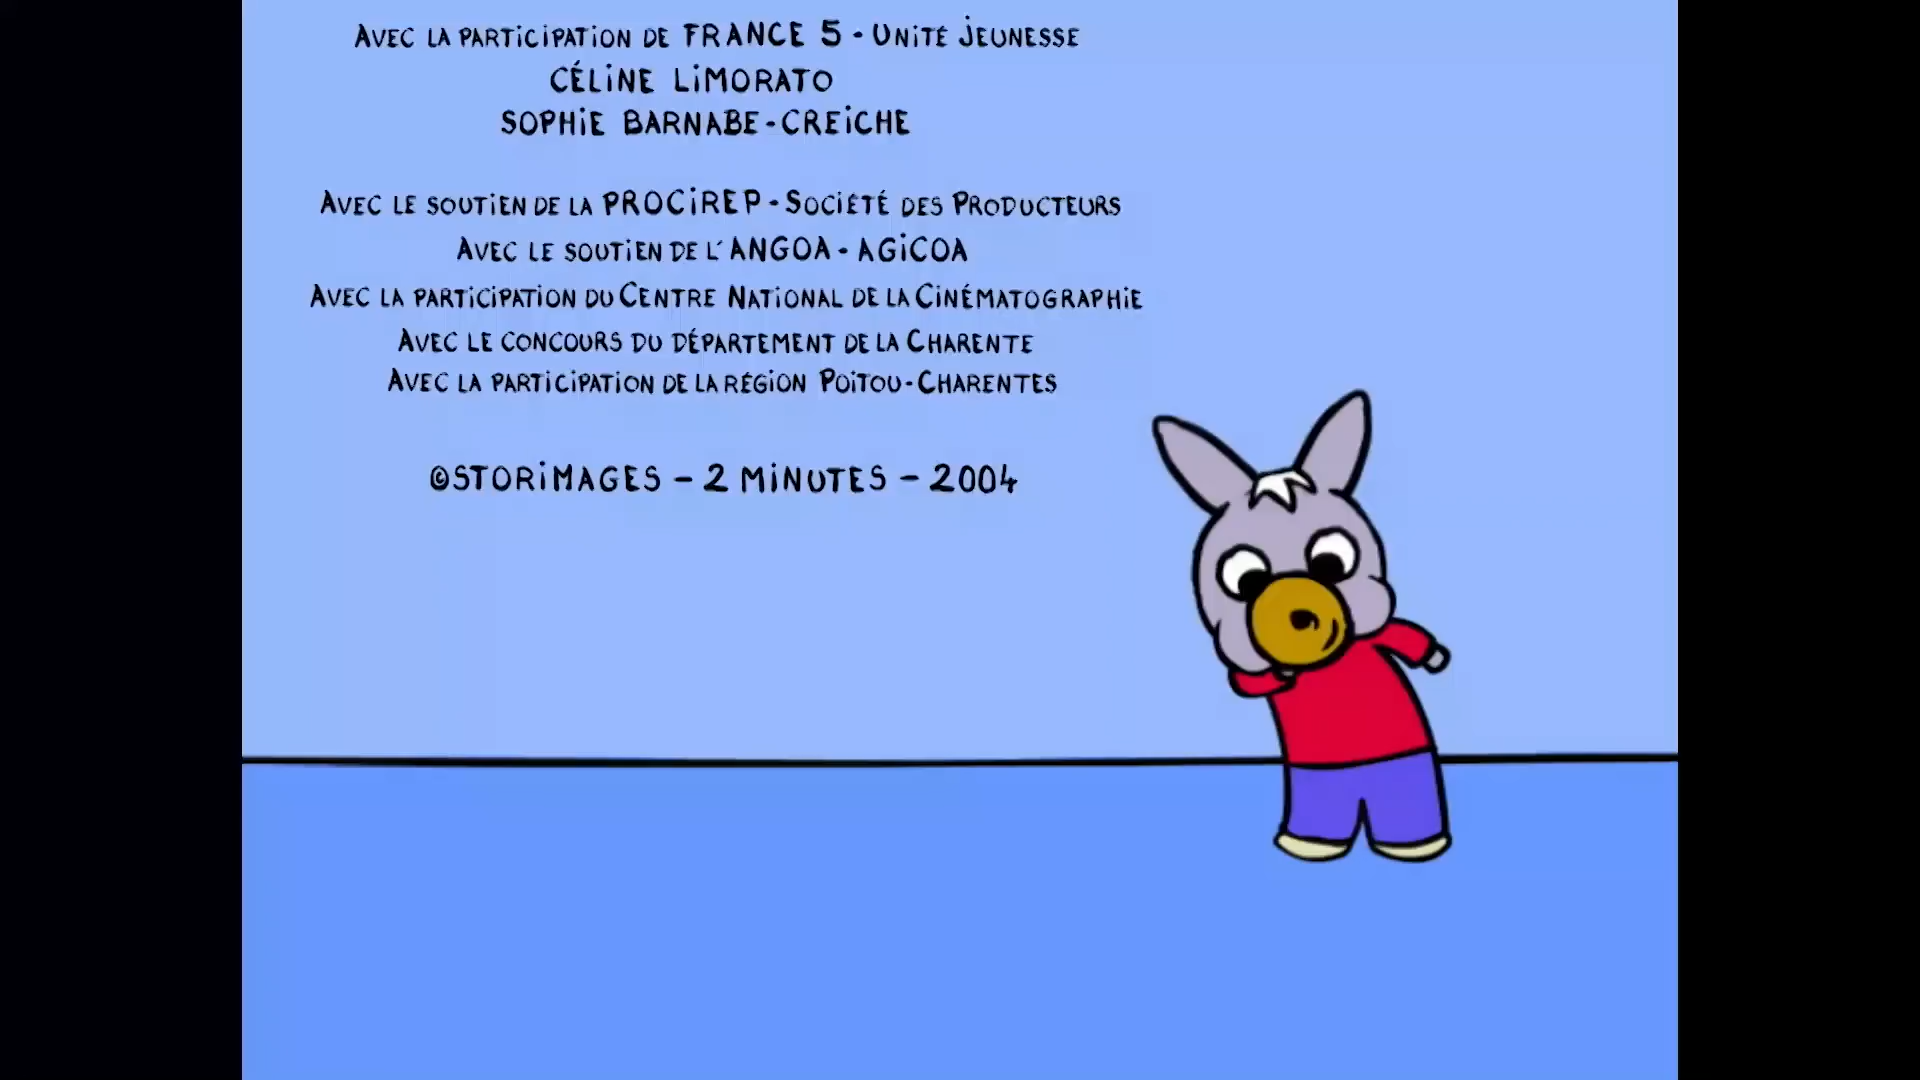 AVEC LA PARTICIPATION DE FRANCE 5 - UNITÉ JEUNESSE
CÉLINE LIMORATO
SOPHIE BARNABE-CREICHE
AVEC LE SOUTIEN DE LA PROCIREP - SOCIÉTÉ DES PRODUCTEURS
AVEC LE SOUTIEN DE L'ANGOA - AGICOA
AVEC LA PARTICIPATION DU CENTRE NATIONAL DE LA CINÉMATOGRAPHIE
AVEC LE CONCOURS DU DÉPARTEMENT DE LA CHARENTE
AVEC LA PARTICIPATION DE LA RÉGION POITOU-CHARENTES
©STORIMAGES - 2 MINUTES - 2004